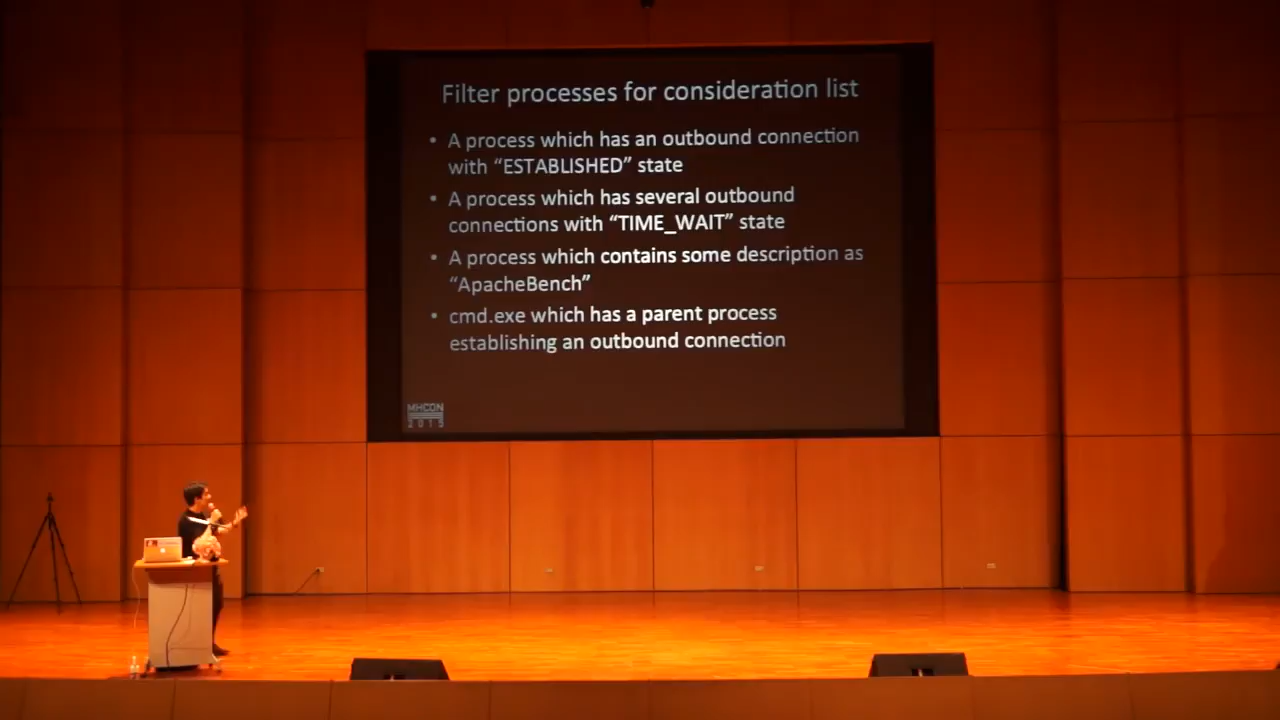 Filter processes for consideration list
• A process which has an outbound connection
with “ESTABLISHED” state
• A process which has several outbound
connections with “TIME_WAIT” state
• A process which contains some description as
“ApacheBench”
• cmd.exe which has a parent process
establishing an outbound connection
MHCON
2015